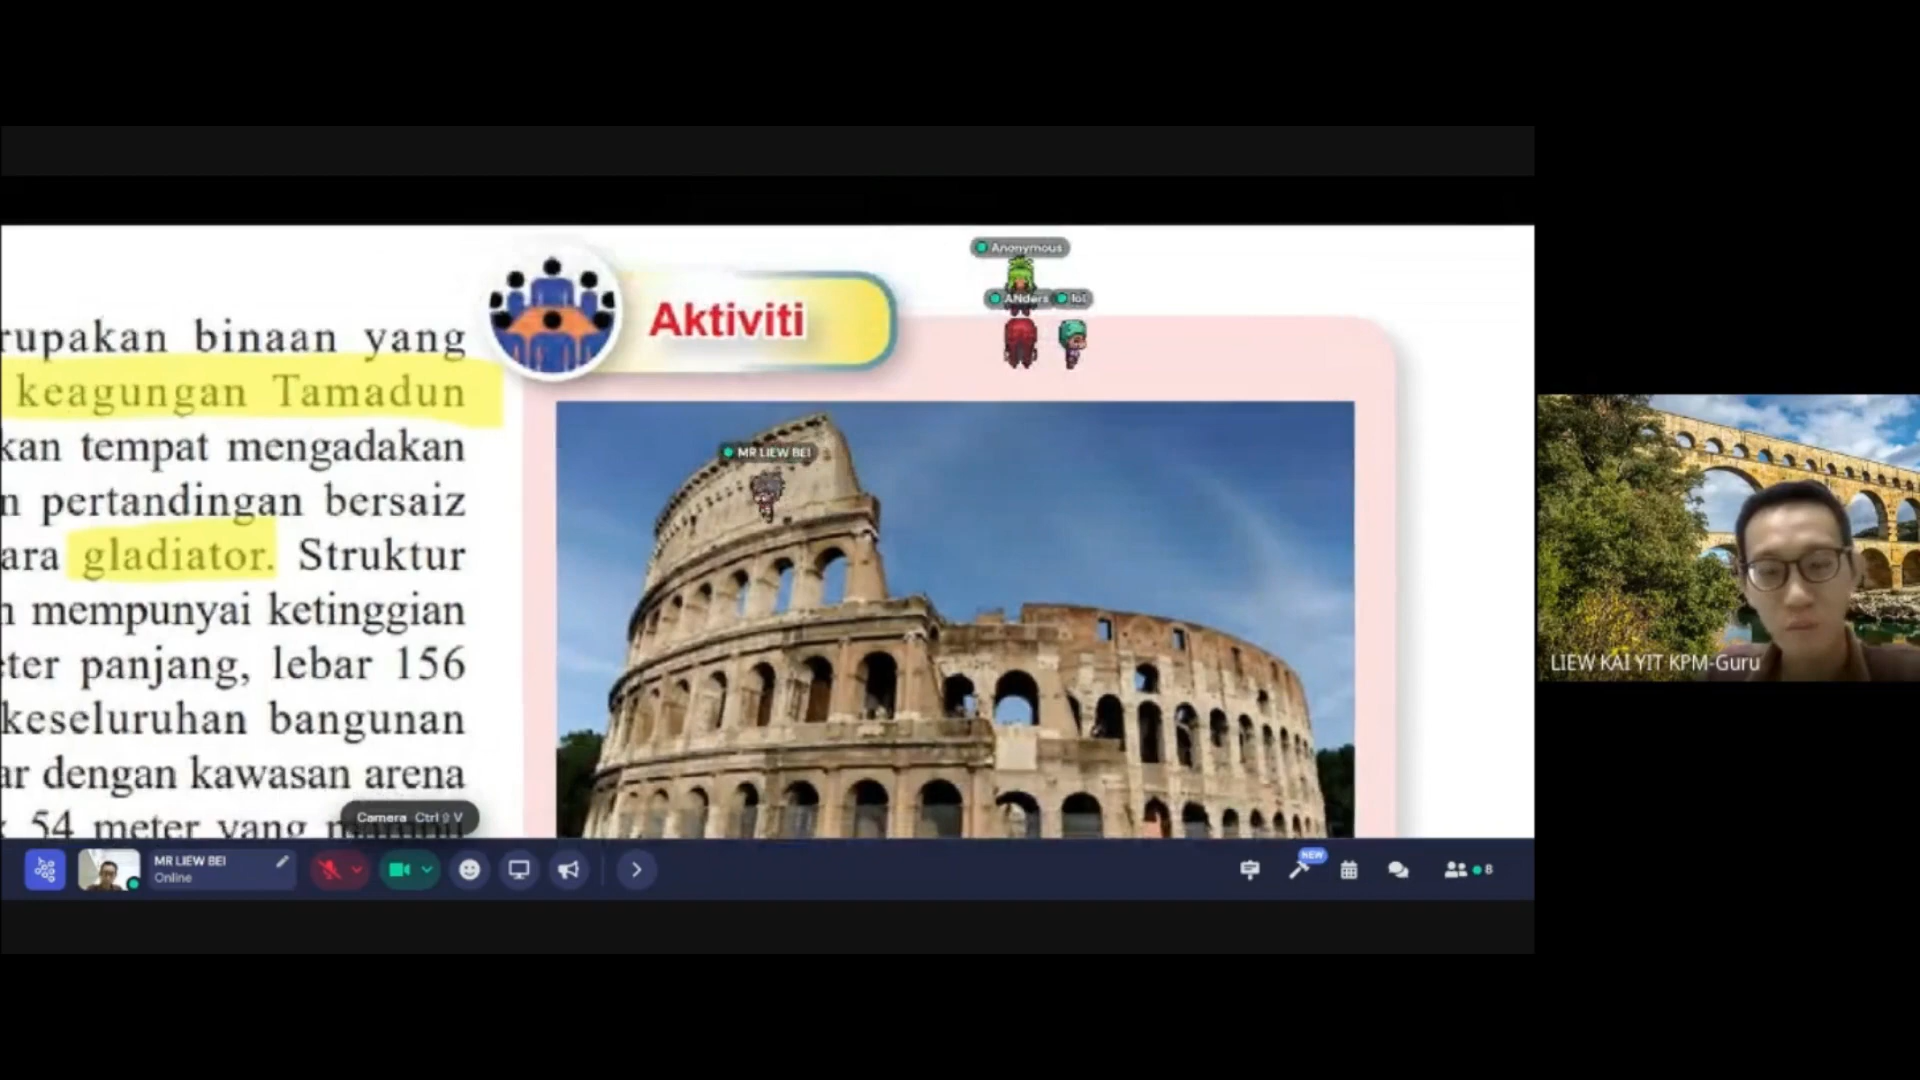 Anonymous
ANders lol
Aktiviti
rupakan binaan yang
keagungan Tamadun
kan tempat mengadakan
n pertandingan bersaiz
ara gladiator. Struktur
n mempunyai ketinggian
ter panjang, lebar 156
keseluruhan bangunan
ar dengan kawasan arena
54 meter yang
MR LIEW BEI
Camera Ctrl⇧V
MR LIEW BEI
Online
NEW
8
LIEW KAI YIT KPM-Guru